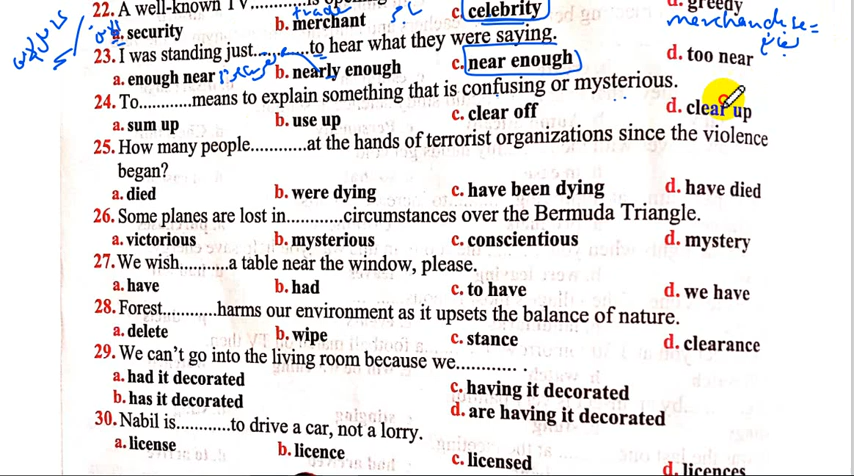 22. A well-known TV
trade
a. security b. merchant c. celebrity d. greedy
merchandise =
23. I was standing just............to hear what they were saying.
a. enough near b. nearly enough c. near enough d. too near
24. To............means to explain something that is confusing or mysterious.
a. sum up b. use up c. clear off d. clear up
25. How many people............at the hands of terrorist organizations since the violence
began?
a. died b. were dying c. have been dying d. have died
26. Some planes are lost in............circumstances over the Bermuda Triangle.
a. victorious b. mysterious c. conscientious d. mystery
27. We wish............a table near the window, please.
a. have b. had c. to have d. we have
28. Forest............harms our environment as it upsets the balance of nature.
a. delete b. wipe c. stance d. clearance
29. We can't go into the living room because we............ .
a. had it decorated c. having it decorated
b. has it decorated d. are having it decorated
30. Nabil is............to drive a car, not a lorry.
a. license b. licence c. licensed d. licences